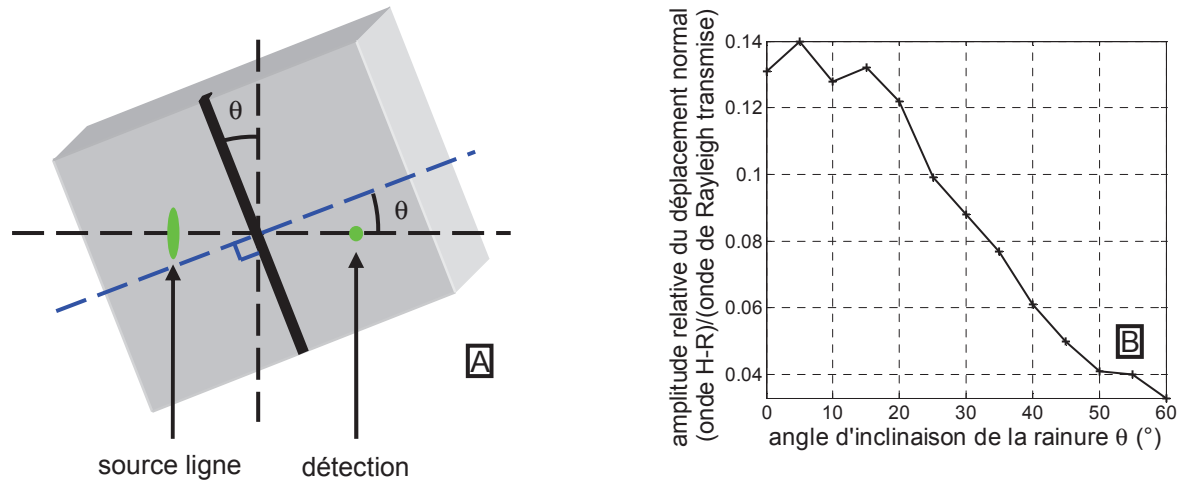 θ
θ
A
source ligne
détection
amplitude relative du déplacement normal
(onde H-R)/(onde de Rayleigh transmise)
0.14
0.12
0.1
0.08
0.06
0.04
B
0 10 20 30 40 50 60
angle d'inclinaison de la rainure θ (°)